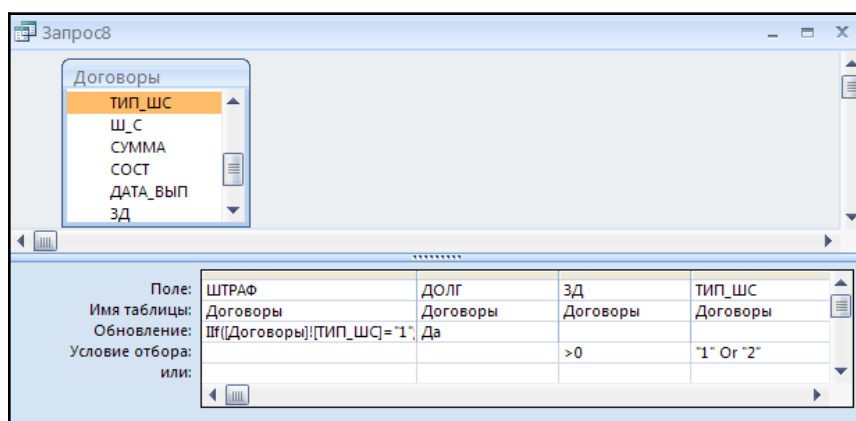 Запрос8
Договоры
ТИП_ШС
Ш_С
СУММА
СОСТ
ДАТА_ВЫП
ЗД
Поле: ШТРАФ ДОЛГ ЗД ТИП_ШС
Имя таблицы: Договоры Договоры Договоры Договоры
Обновление: IIf([Договоры]![ТИП_ШС]="1"; Да
Условие отбора: >0 "1" Or "2"
или: